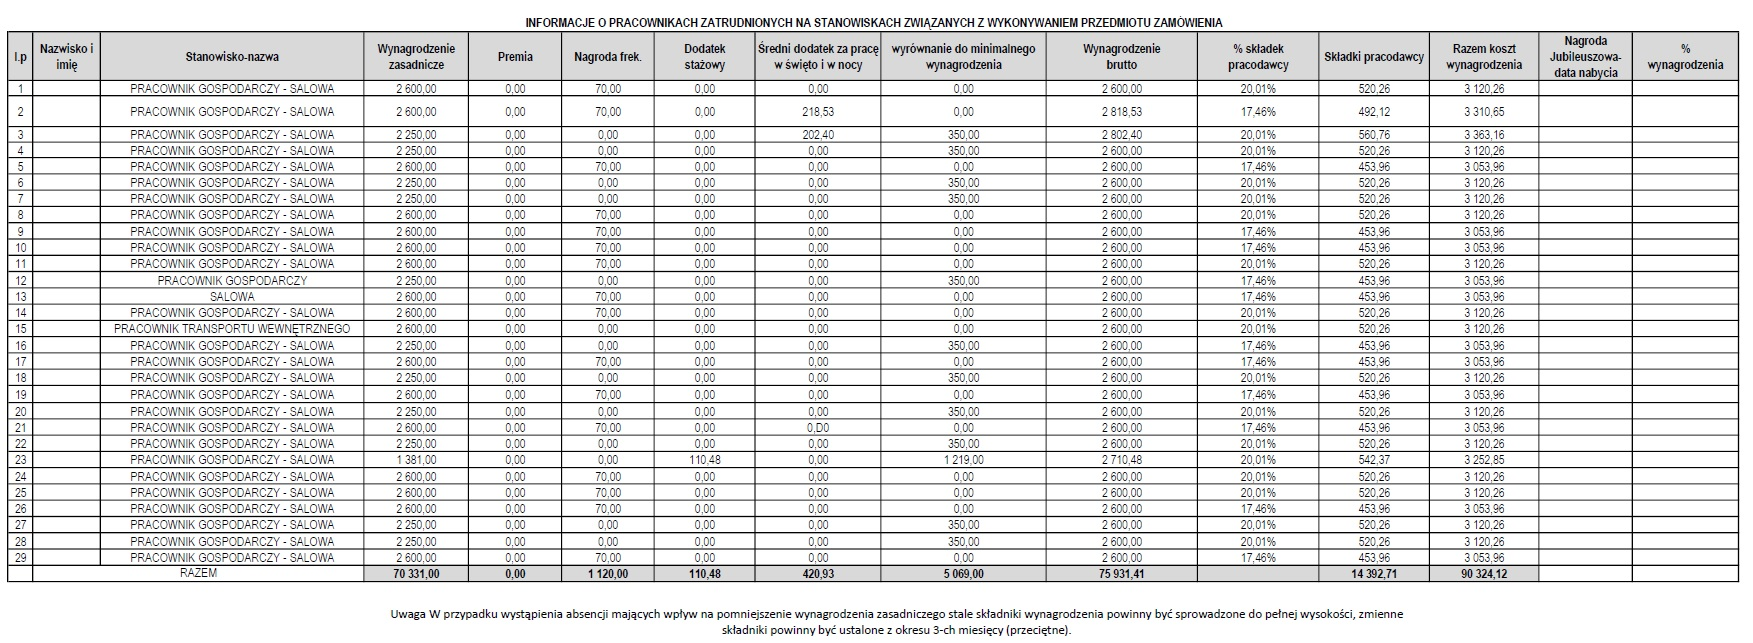 INFORMACJE O PRACOWNIKACH ZATRUDNIONYCH NA STANOWISKACH ZWIĄZANYCH Z WYKONYWANIEM PRZEDMIOTU ZAMÓWIENIA
l.p Nazwisko i imię Stanowisko-nazwa Wynagrodzenie zasadnicze Premia Nagroda frek. Dodatek stażowy Średni dodatek za pracę w święto i w nocy wyrównanie do minimalnego wynagrodzenia Wynagrodzenie brutto % składek pracodawcy Składki pracodawcy Razem koszt wynagrodzenia Nagroda Jubileuszowa-data nabycia % wynagrodzenia
1 PRACOWNIK GOSPODARCZY - SALOWA 2 600,00 0,00 70,00 0,00 0,00 0,00 2 600,00 20,01% 520,26 3 120,26
2 PRACOWNIK GOSPODARCZY - SALOWA 2 600,00 0,00 70,00 0,00 218,53 0,00 2 818,53 17,46% 492,12 3 310,65
3 PRACOWNIK GOSPODARCZY - SALOWA 2 250,00 0,00 0,00 0,00 202,40 350,00 2 802,40 20,01% 560,76 3 363,16
4 PRACOWNIK GOSPODARCZY - SALOWA 2 250,00 0,00 0,00 0,00 0,00 350,00 2 600,00 20,01% 520,26 3 120,26
5 PRACOWNIK GOSPODARCZY - SALOWA 2 600,00 0,00 70,00 0,00 0,00 0,00 2 600,00 17,46% 453,96 3 053,96
6 PRACOWNIK GOSPODARCZY - SALOWA 2 250,00 0,00 0,00 0,00 0,00 350,00 2 600,00 20,01% 520,26 3 120,26
7 PRACOWNIK GOSPODARCZY - SALOWA 2 250,00 0,00 0,00 0,00 0,00 350,00 2 600,00 20,01% 520,26 3 120,26
8 PRACOWNIK GOSPODARCZY - SALOWA 2 600,00 0,00 70,00 0,00 0,00 0,00 2 600,00 20,01% 520,26 3 120,26
9 PRACOWNIK GOSPODARCZY - SALOWA 2 600,00 0,00 70,00 0,00 0,00 0,00 2 600,00 17,46% 453,96 3 053,96
10 PRACOWNIK GOSPODARCZY - SALOWA 2 600,00 0,00 70,00 0,00 0,00 0,00 2 600,00 17,46% 453,96 3 053,96
11 PRACOWNIK GOSPODARCZY - SALOWA 2 600,00 0,00 70,00 0,00 0,00 0,00 2 600,00 20,01% 520,26 3 120,26
12 PRACOWNIK GOSPODARCZY 2 250,00 0,00 0,00 0,00 0,00 350,00 2 600,00 17,46% 453,96 3 053,96
13 SALOWA 2 600,00 0,00 70,00 0,00 0,00 0,00 2 600,00 17,46% 453,96 3 053,96
14 PRACOWNIK GOSPODARCZY - SALOWA 2 600,00 0,00 70,00 0,00 0,00 0,00 2 600,00 20,01% 520,26 3 120,26
15 PRACOWNIK TRANSPORTU WEWNĘTRZNEGO 2 600,00 0,00 0,00 0,00 0,00 0,00 2 600,00 20,01% 520,26 3 120,26
16 PRACOWNIK GOSPODARCZY - SALOWA 2 250,00 0,00 0,00 0,00 0,00 350,00 2 600,00 17,46% 453,96 3 053,96
17 PRACOWNIK GOSPODARCZY - SALOWA 2 600,00 0,00 70,00 0,00 0,00 0,00 2 600,00 17,46% 453,96 3 053,96
18 PRACOWNIK GOSPODARCZY - SALOWA 2 250,00 0,00 0,00 0,00 0,00 350,00 2 600,00 20,01% 520,26 3 120,26
19 PRACOWNIK GOSPODARCZY - SALOWA 2 600,00 0,00 70,00 0,00 0,00 0,00 2 600,00 17,46% 453,96 3 053,96
20 PRACOWNIK GOSPODARCZY - SALOWA 2 250,00 0,00 0,00 0,00 0,00 350,00 2 600,00 20,01% 520,26 3 120,26
21 PRACOWNIK GOSPODARCZY - SALOWA 2 600,00 0,00 70,00 0,00 0,D0 0,00 2 600,00 17,46% 453,96 3 053,96
22 PRACOWNIK GOSPODARCZY - SALOWA 2 250,00 0,00 0,00 0,00 0,00 350,00 2 600,00 20,01% 520,26 3 120,26
23 PRACOWNIK GOSPODARCZY - SALOWA 1 381,00 0,00 0,00 110,48 0,00 1 219,00 2 710,48 20,01% 542,37 3 252,85
24 PRACOWNIK GOSPODARCZY - SALOWA 2 600,00 0,00 70,00 0,00 0,00 0,00 2 600,00 20,01% 520,26 3 120,26
25 PRACOWNIK GOSPODARCZY - SALOWA 2 600,00 0,00 70,00 0,00 0,00 0,00 2 600,00 20,01% 520,26 3 120,26
26 PRACOWNIK GOSPODARCZY - SALOWA 2 600,00 0,00 70,00 0,00 0,00 0,00 2 600,00 17,46% 453,96 3 053,96
27 PRACOWNIK GOSPODARCZY - SALOWA 2 250,00 0,00 0,00 0,00 0,00 350,00 2 600,00 20,01% 520,26 3 120,26
28 PRACOWNIK GOSPODARCZY - SALOWA 2 250,00 0,00 0,00 0,00 0,00 350,00 2 600,00 20,01% 520,26 3 120,26
29 PRACOWNIK GOSPODARCZY - SALOWA 2 600,00 0,00 70,00 0,00 0,00 0,00 2 600,00 17,46% 453,96 3 053,96
RAZEM 70 331,00 0,00 1 120,00 110,48 420,93 5 069,00 75 931,41 14 392,71 90 324,12
Uwaga W przypadku wystąpienia absencji mających wpływ na pomniejszenie wynagrodzenia zasadniczego stale składniki wynagrodzenia powinny być sprowadzone do pełnej wysokości, zmienne
składniki powinny być ustalone z okresu 3-ch miesięcy (przeciętne).